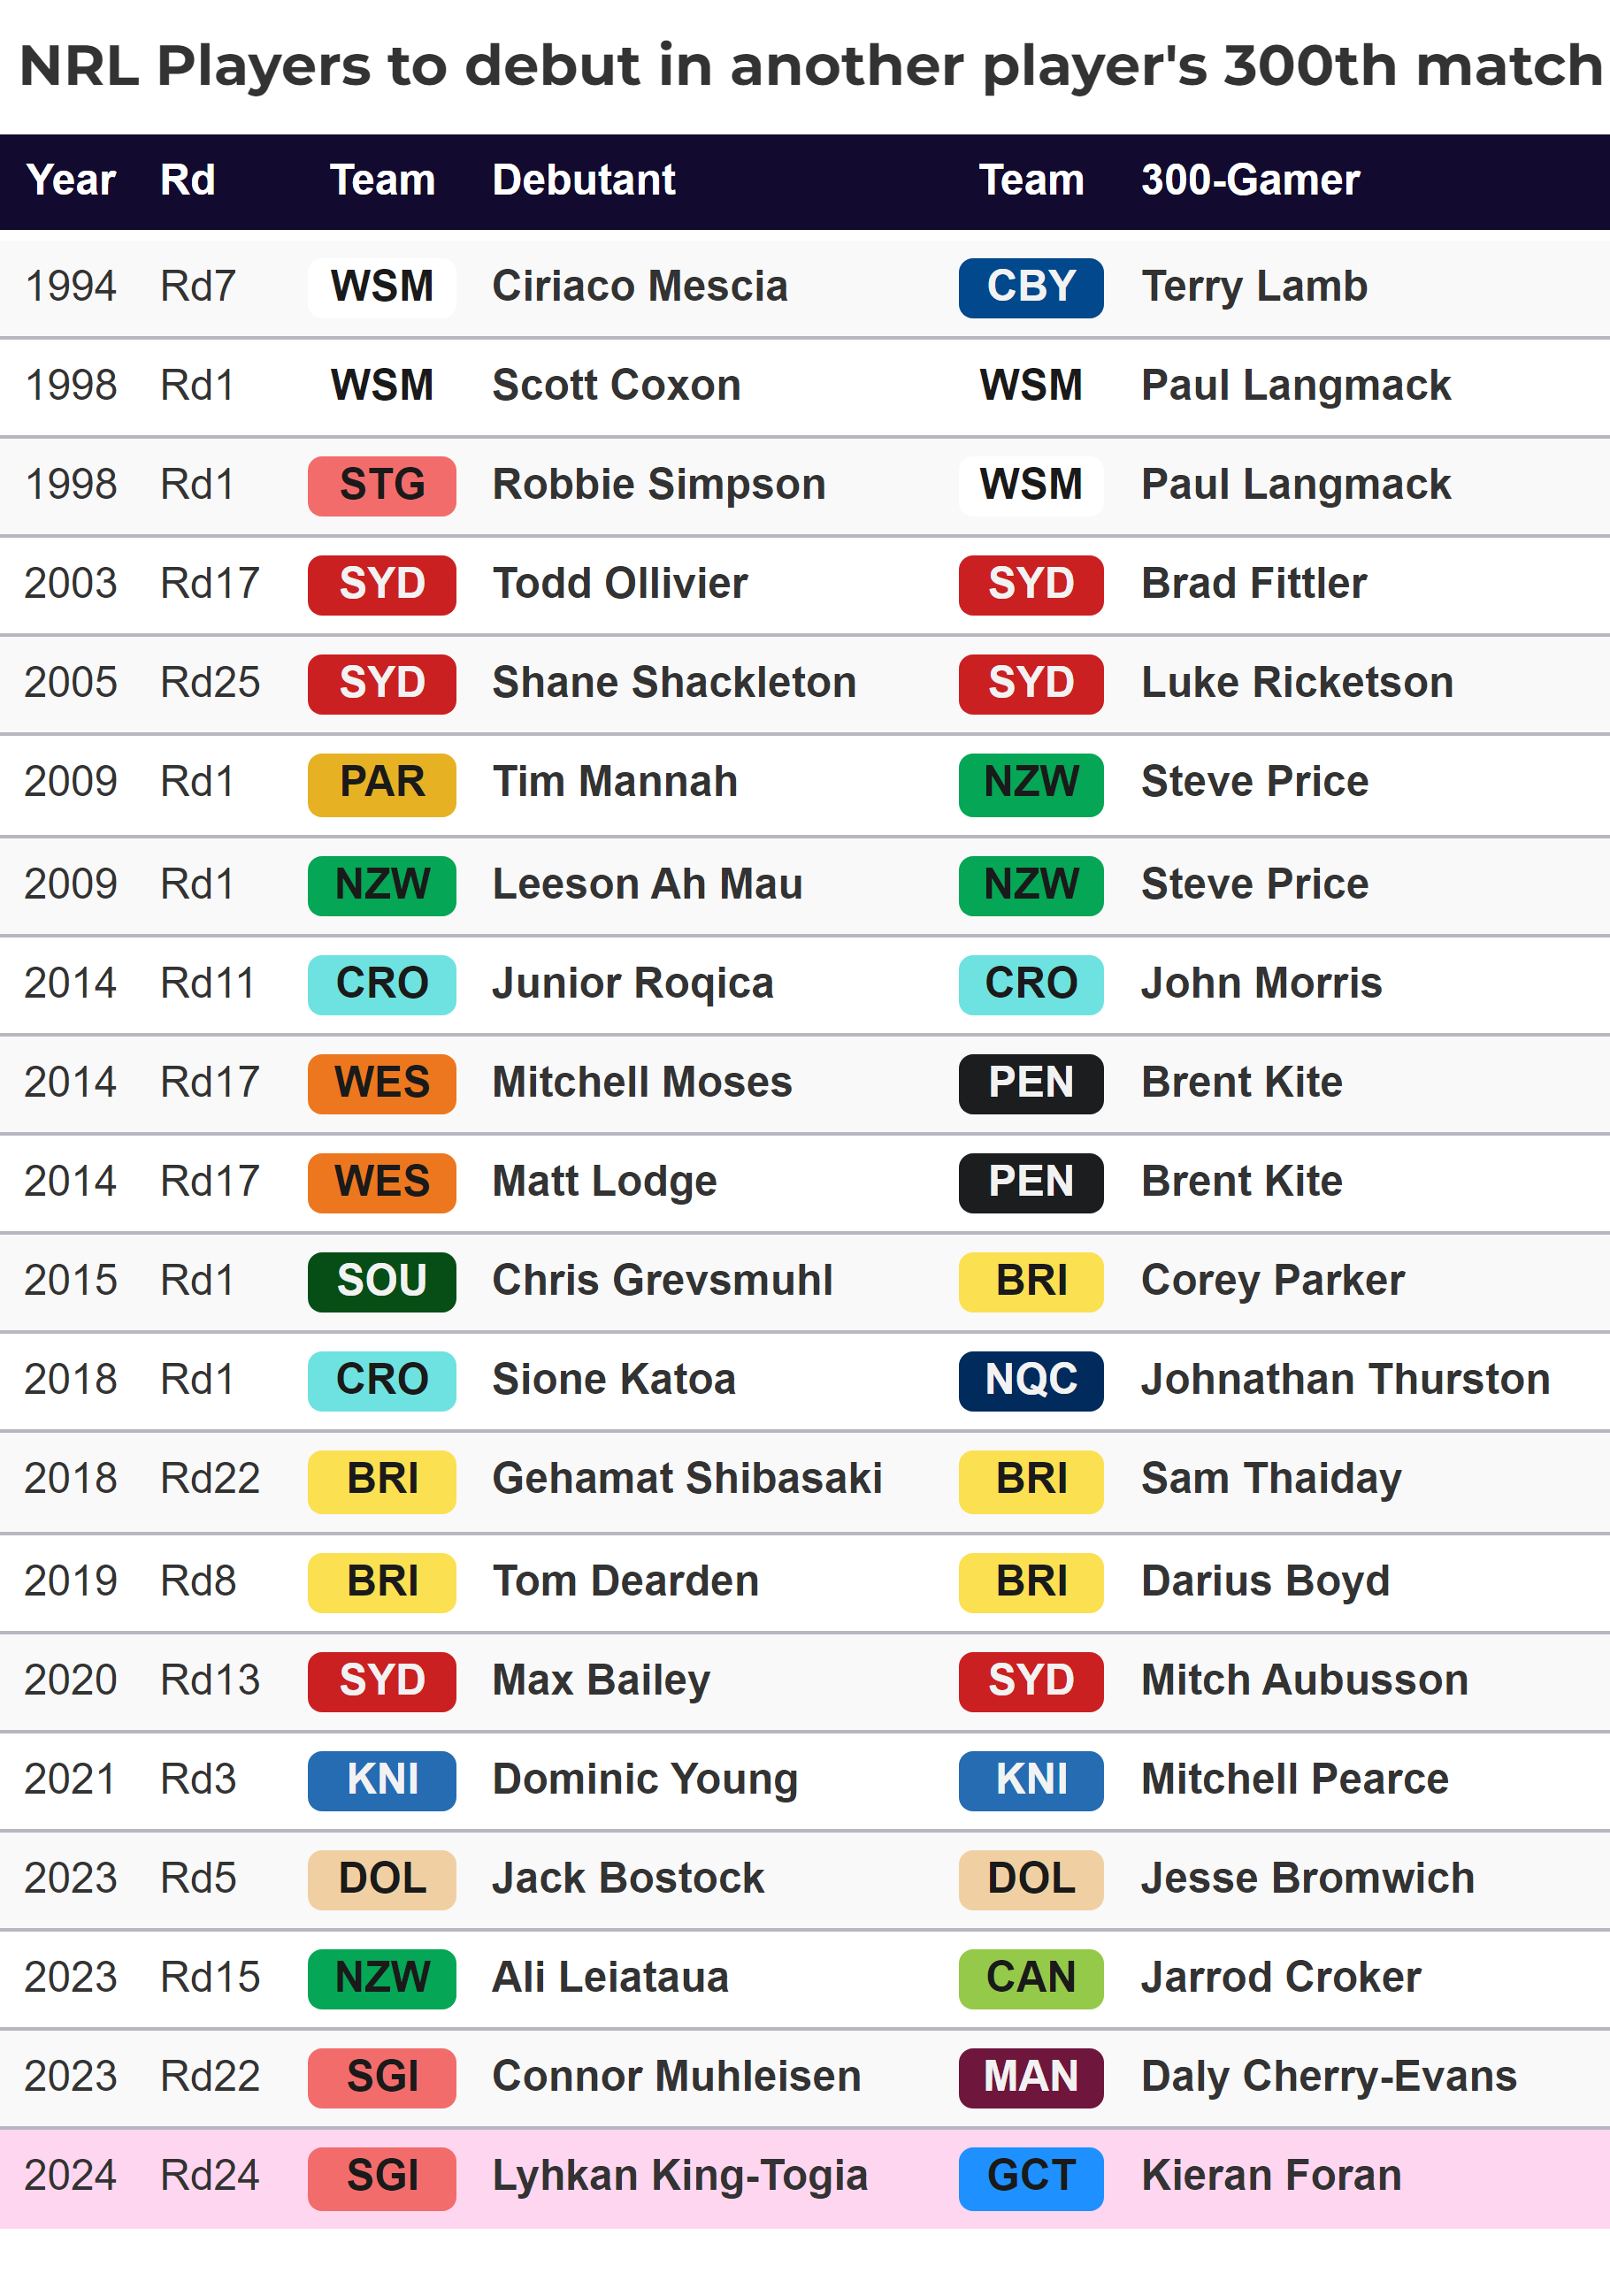 NRL Players to debut in another player's 300th match
Year Rd Team Debutant Team 300-Gamer
1994 Rd7 WSM Ciriaco Mescia CBY Terry Lamb
1998 Rd1 WSM Scott Coxon WSM Paul Langmack
1998 Rd1 STG Robbie Simpson WSM Paul Langmack
2003 Rd17 SYD Todd Ollivier SYD Brad Fittler
2005 Rd25 SYD Shane Shackleton SYD Luke Ricketson
2009 Rd1 PAR Tim Mannah NZW Steve Price
2009 Rd1 NZW Leeson Ah Mau NZW Steve Price
2014 Rd11 CRO Junior Roqica CRO John Morris
2014 Rd17 WES Mitchell Moses PEN Brent Kite
2014 Rd17 WES Matt Lodge PEN Brent Kite
2015 Rd1 SOU Chris Grevsmuhl BRI Corey Parker
2018 Rd1 CRO Sione Katoa NQC Johnathan Thurston
2018 Rd22 BRI Gehamat Shibasaki BRI Sam Thaiday
2019 Rd8 BRI Tom Dearden BRI Darius Boyd
2020 Rd13 SYD Max Bailey SYD Mitch Aubusson
2021 Rd3 KNI Dominic Young KNI Mitchell Pearce
2023 Rd5 DOL Jack Bostock DOL Jesse Bromwich
2023 Rd15 NZW Ali Leiataua CAN Jarrod Croker
2023 Rd22 SGI Connor Muhleisen MAN Daly Cherry-Evans
2024 Rd24 SGI Lyhkan King-Togia GCT Kieran Foran